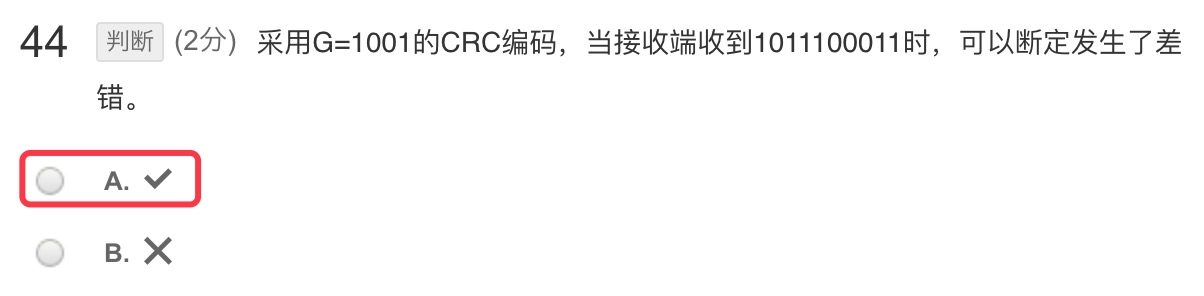 44 判断 (2分) 采用G=1001的CRC编码，当接收端收到1011100011时，可以断定发生了差
错。
A. ✓
B. ✕